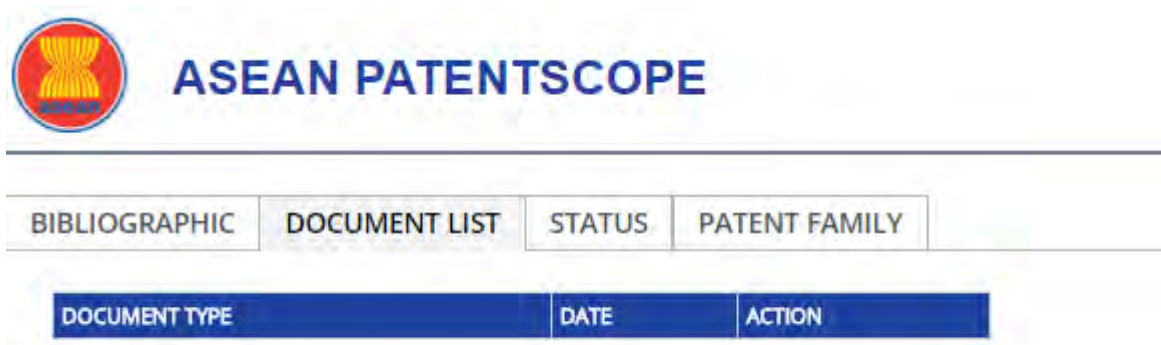 asean
ASEAN PATENTSCOPE
BIBLIOGRAPHIC DOCUMENT LIST STATUS PATENT FAMILY
DOCUMENT TYPE DATE ACTION